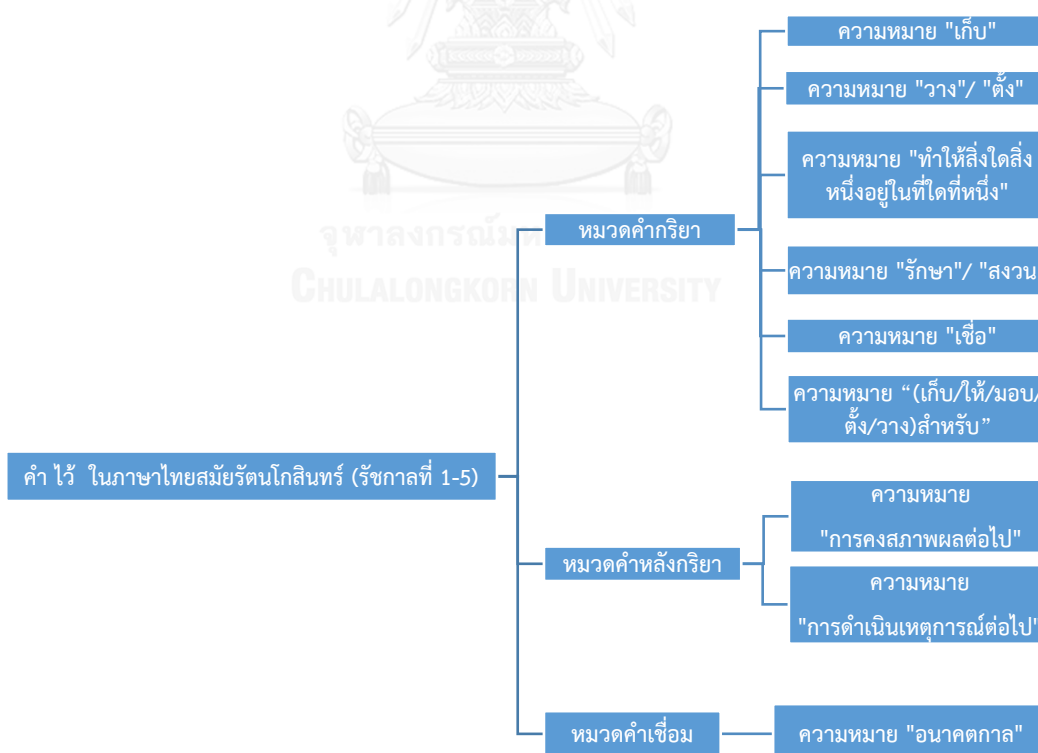 ความหมาย "เก็บ"
ความหมาย "วาง"/ "ตั้ง"
ความหมาย "ทำให้สิ่งใดสิ่ง
หนึ่งอยู่ในที่ใดที่หนึ่ง"
หมวดคำกริยา
จุฬาลงกรณ์มห
CHULALONGKORN UNIVERSITY
ความหมาย "รักษา"/ "สงวน
ความหมาย "เชื่อ"
ความหมาย “(เก็บ/ให้/มอบ/
ตั้ง/วาง)สำหรับ”
คำ ไว้ ในภาษาไทยสมัยรัตนโกสินทร์ (รัชกาลที่ 1-5)
ความหมาย
"การคงสภาพผลต่อไป"
หมวดคำหลังกริยา
ความหมาย
"การดำเนินเหตุการณ์ต่อไป"
หมวดคำเชื่อม
ความหมาย "อนาคตกาล"